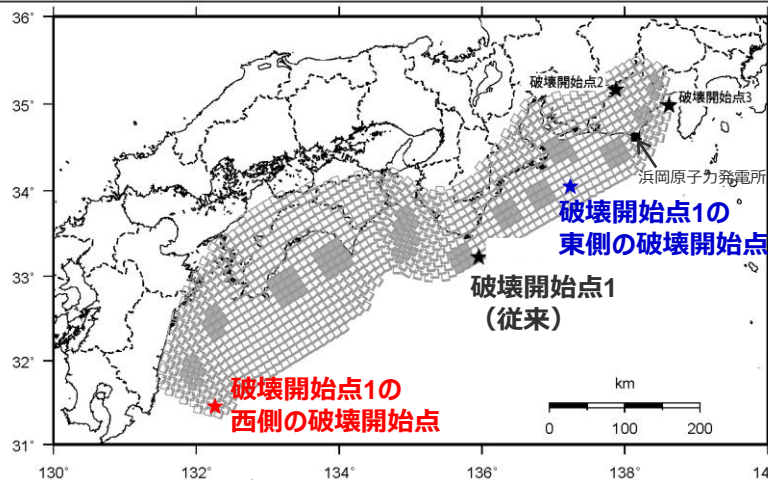 36°
35°
34°
33°
32°
31°
130°
132°
134°
136°
138°
14
破壊開始点2
破壊開始点3
浜岡原子力発電所
破壊開始点1の
東側の破壊開始点
破壊開始点1
（従来）
破壊開始点1の
西側の破壊開始点
km
0
100
200